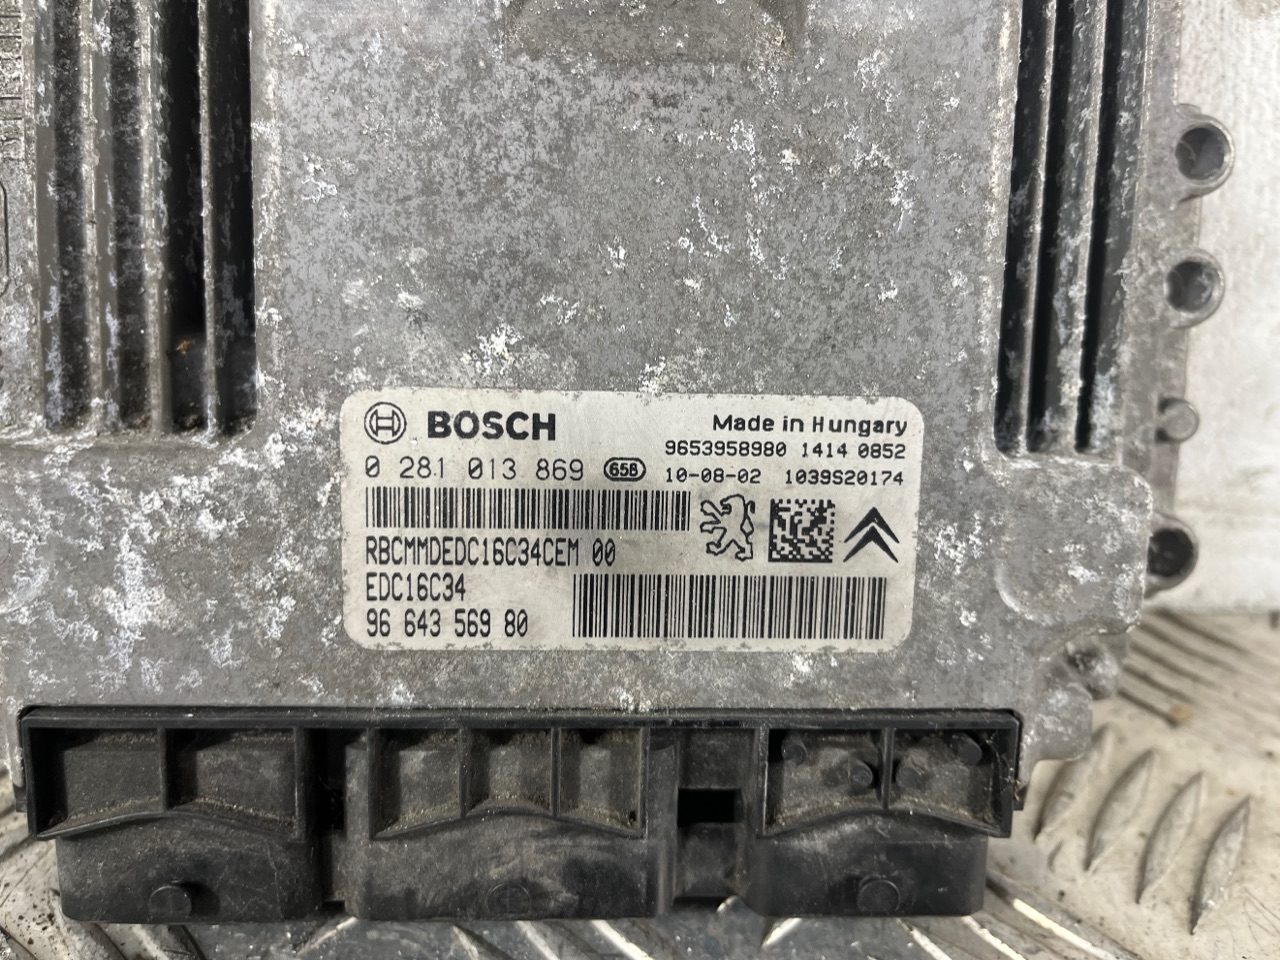 BOSCH
Made in Hungary
9653958980 1414 0852
0 281 013 869 65B
10-08-02 1039S20174
RBCMMDEDC16C34CEM 00
EDC16C34
96 643 569 80